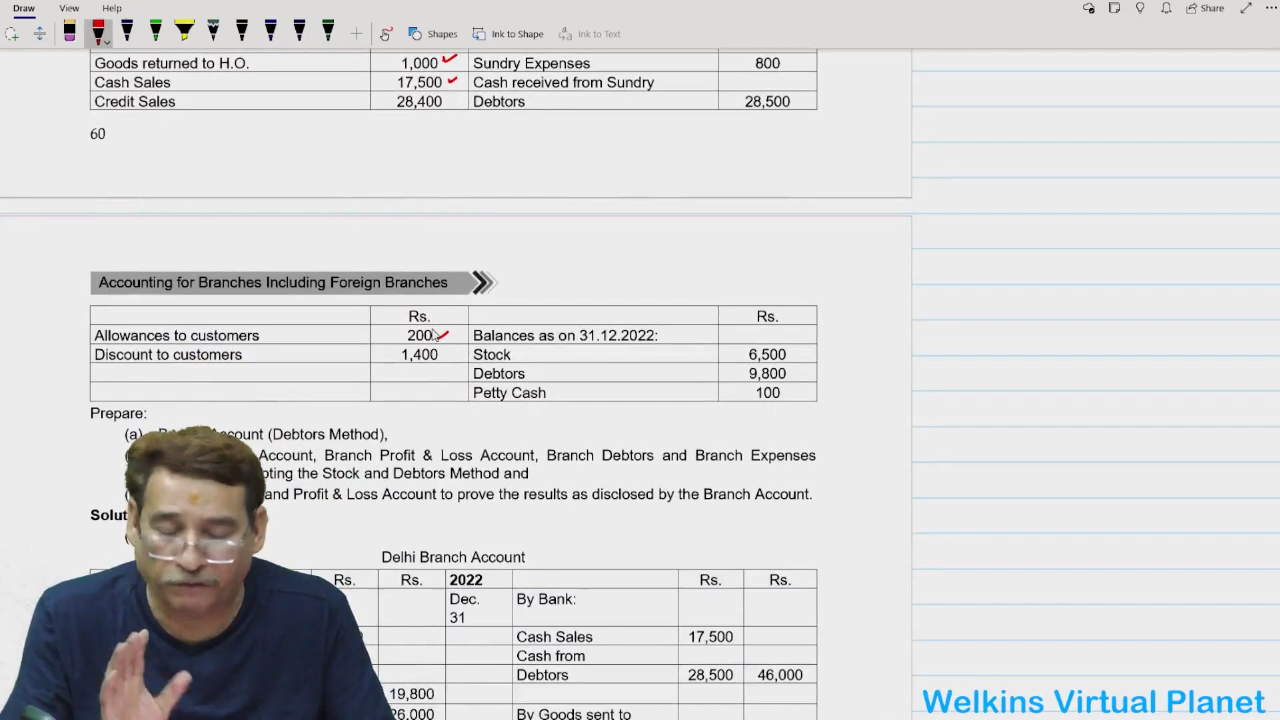 Draw View Help
Share
Shapes Ink to Shape Ink to Text
Goods returned to H.O. 1,000 Sundry Expenses 800
Cash Sales 17,500 Cash received from Sundry
Credit Sales 28,400 Debtors 28,500
60
Accounting for Branches Including Foreign Branches
Rs. Rs.
Allowances to customers 200 Balances as on 31.12.2022:
Discount to customers 1,400 Stock 6,500
Debtors 9,800
Petty Cash 100
Prepare:
(a) Account (Debtors Method),
Account, Branch Profit & Loss Account, Branch Debtors and Branch Expenses
the Stock and Debtors Method and
and Profit & Loss Account to prove the results as disclosed by the Branch Account.
Delhi Branch Account
Rs. Rs. 2022 Rs. Rs.
Dec. By Bank:
31
Cash Sales 17,500
Cash from
Debtors 28,500 46,000
19,800
26,000 By Goods sent to
Welkins Virtual Planet